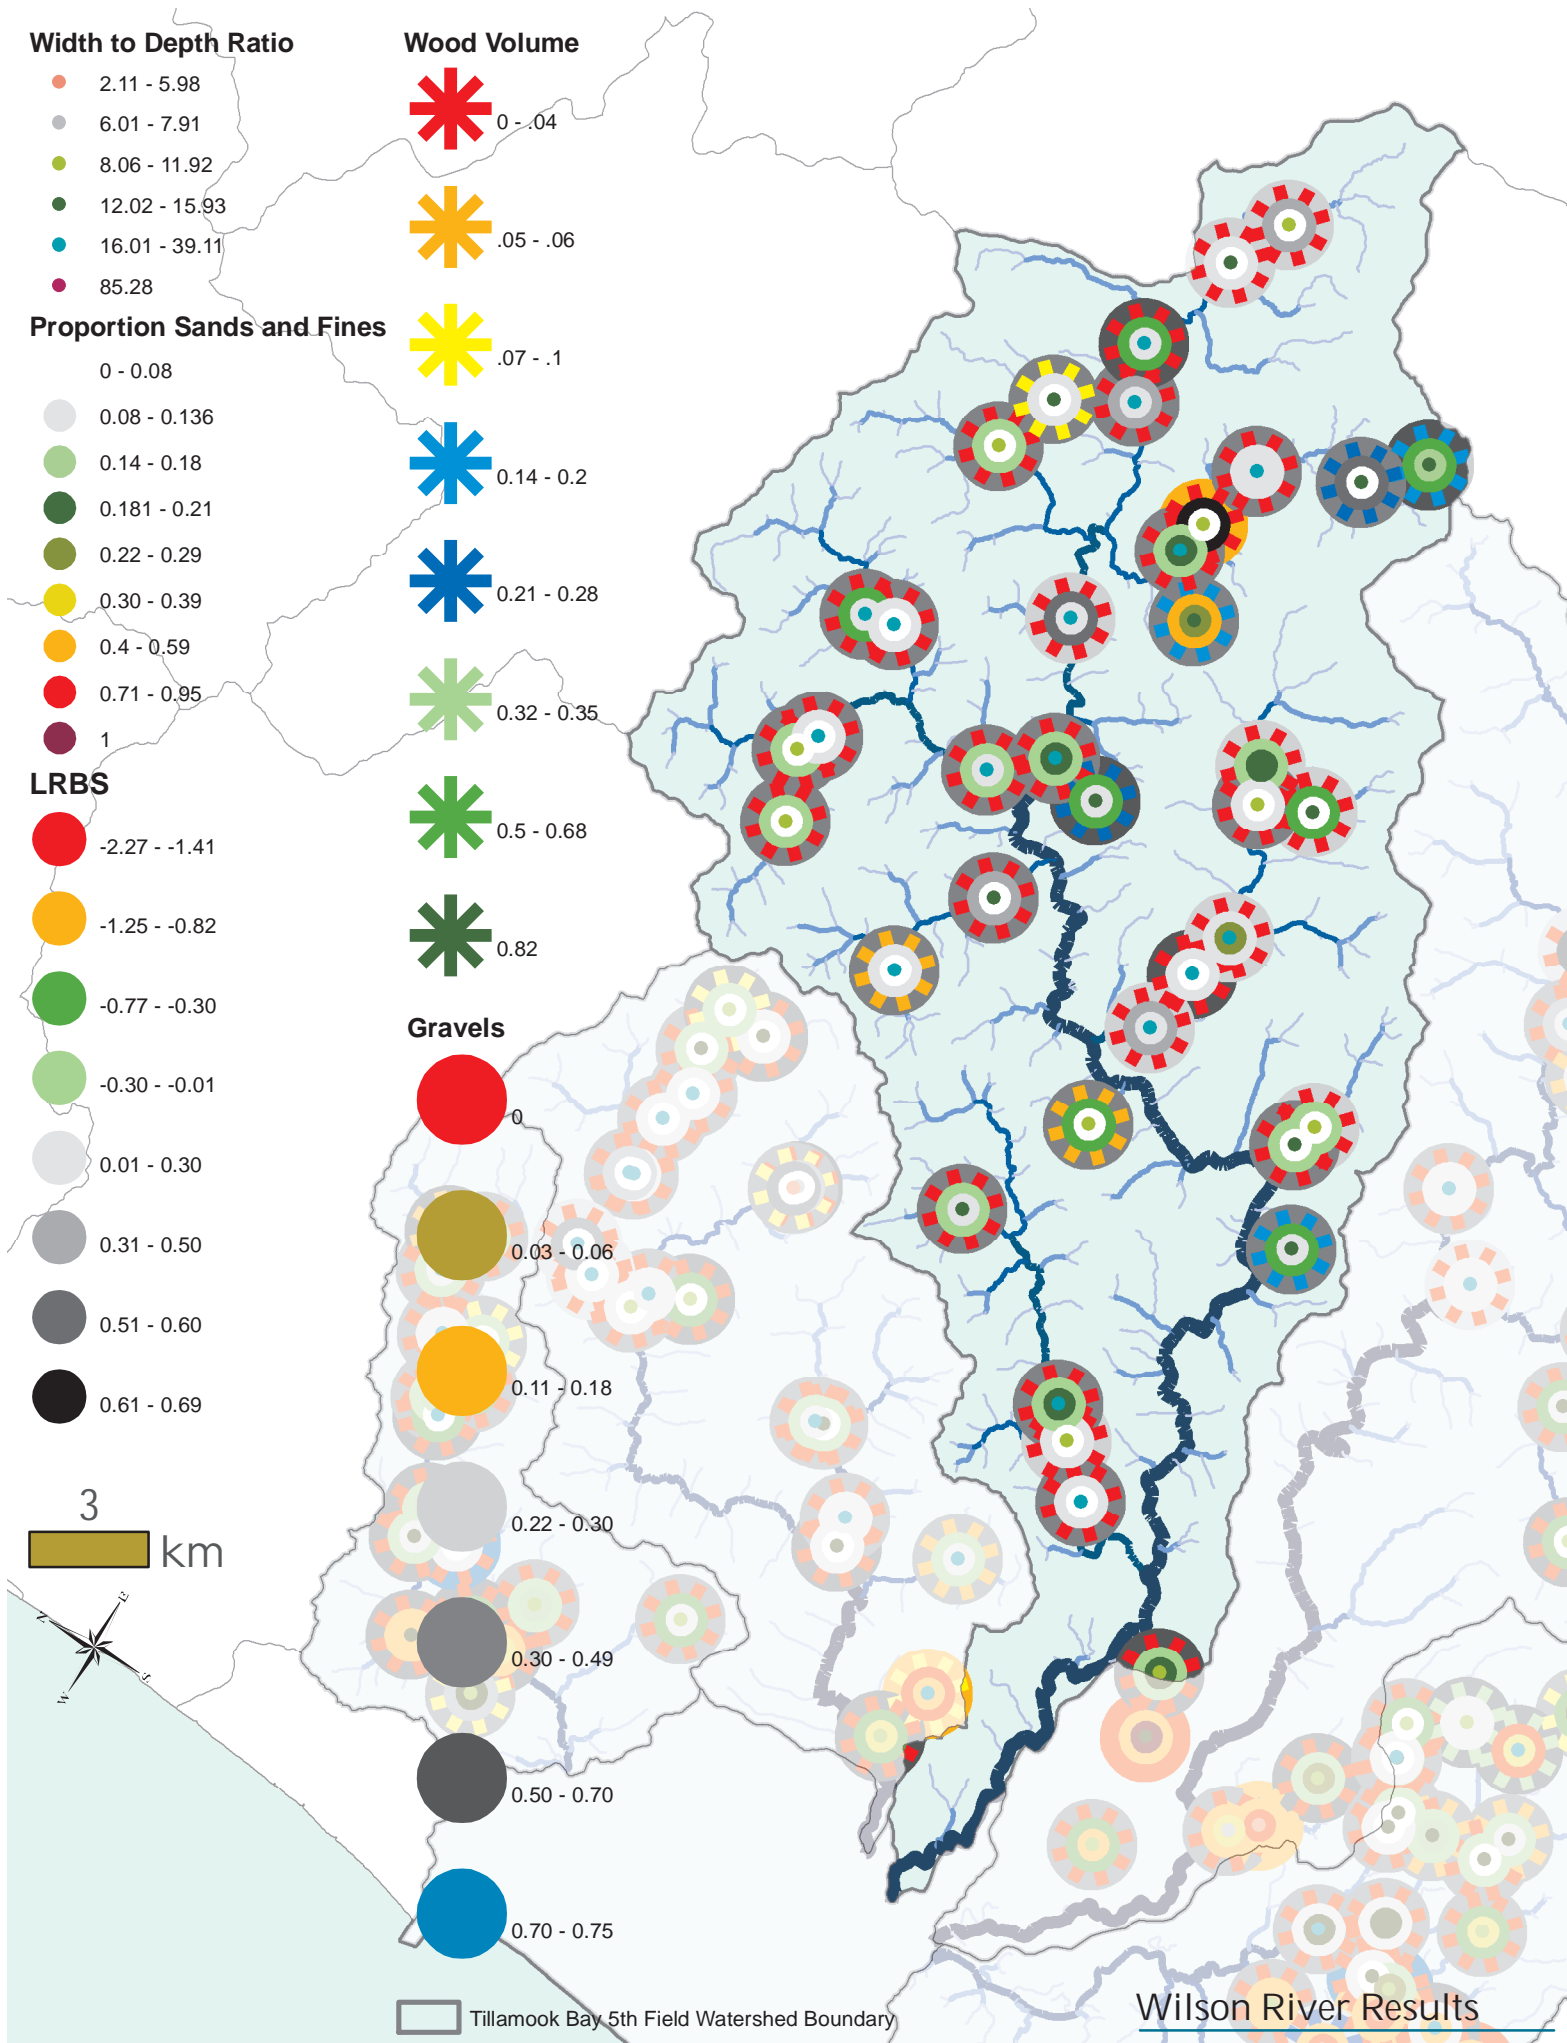 Width to Depth Ratio
2.11 - 5.98
6.01 - 7.91
8.06 - 11.92
12.02 - 15.93
16.01 - 39.11
85.28
Proportion Sands and Fines
0 - 0.08
0.08 - 0.136
0.14 - 0.18
0.181 - 0.21
0.22 - 0.29
0.30 - 0.39
0.4 - 0.59
0.71 - 0.95
1
LRBS
-2.27 - -1.41
-1.25 - -0.82
-0.77 - -0.30
-0.30 - -0.01
0.01 - 0.30
0.31 - 0.50
0.51 - 0.60
0.61 - 0.69
3
km
N
E
S
W
Wood Volume
0 - .04
.05 - .06
.07 - .1
0.14 - 0.2
0.21 - 0.28
0.32 - 0.35
0.5 - 0.68
0.82
Gravels
0
0.03 - 0.06
0.11 - 0.18
0.22 - 0.30
0.30 - 0.49
0.50 - 0.70
0.70 - 0.75
Tillamook Bay 5th Field Watershed Boundary
Wilson River Results